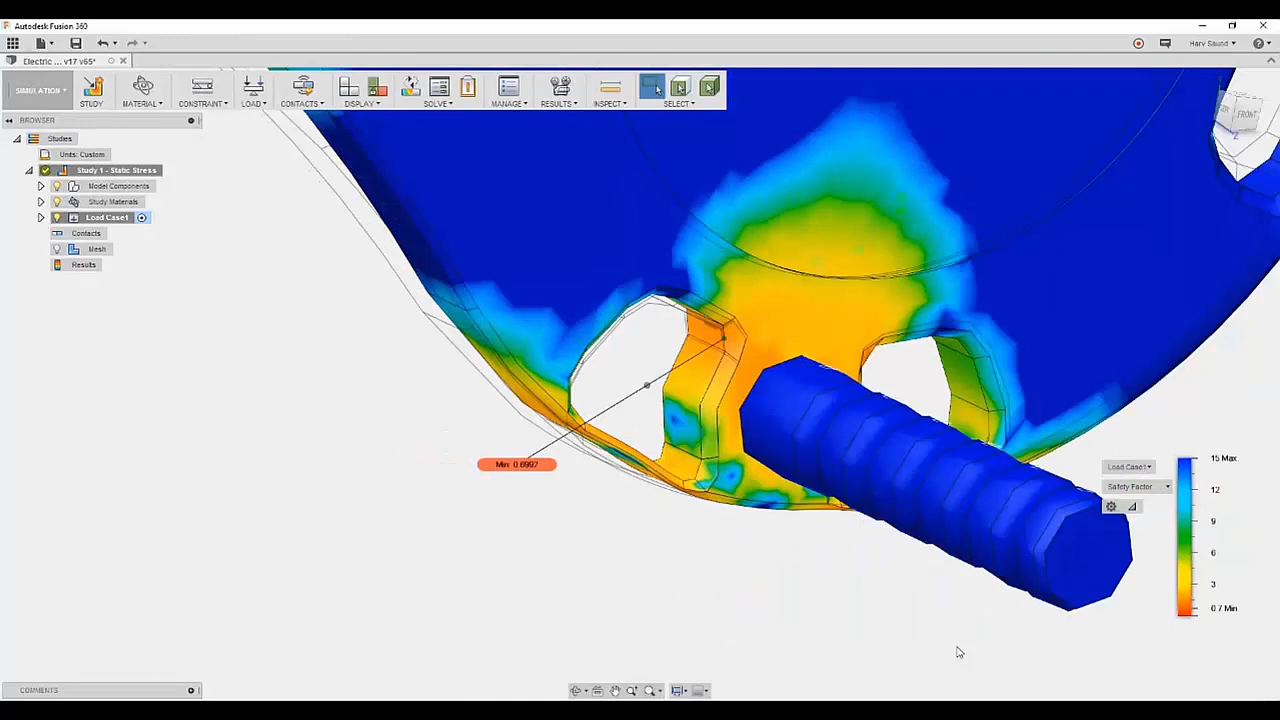 Autodesk Fusion 360
Harv Saund
Electric ... v17 v65*
SIMULATION
STUDY
MATERIAL
CONSTRAINT
LOAD
CONTACTS
DISPLAY
SOLVE
MANAGE
RESULTS
INSPECT
SELECT
BROWSER
FRONT
Studies
Units: Custom
Study 1 - Static Stress
Model Components
Study Materials
Load Case1
Contacts
Mesh
Results
Min: 0.6997
Load Case1
Safety Factor
15 Max.
12
9
6
3
0.7 Min
COMMENTS